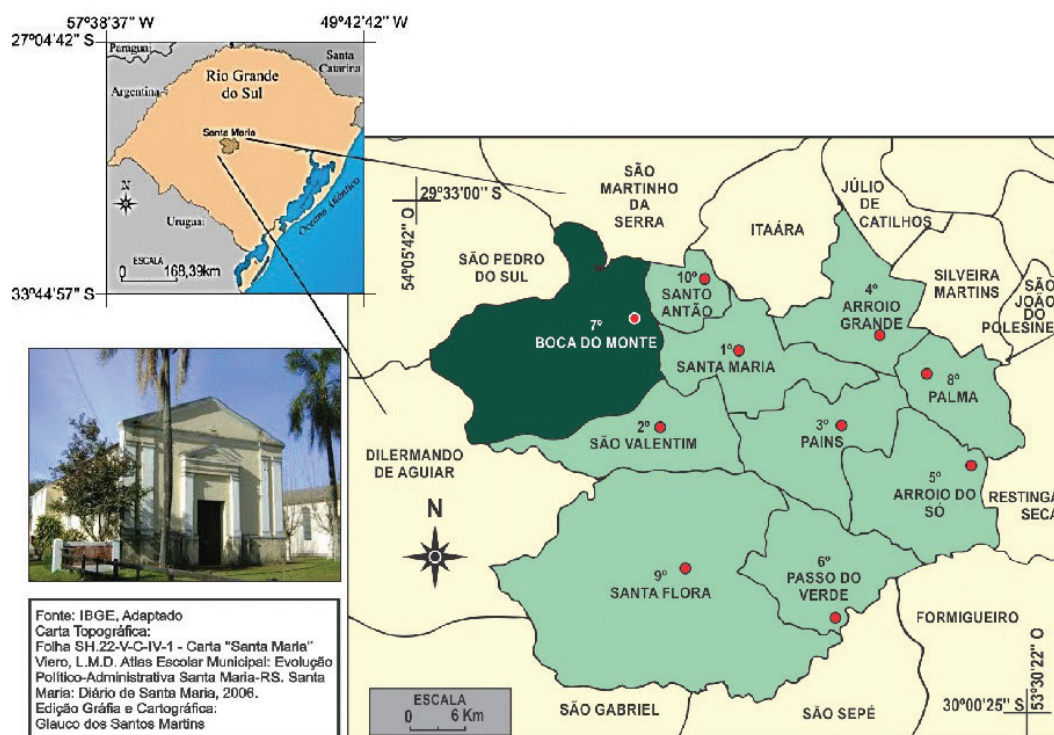 57°38'37" W
49°42'42" W
27°04'42" S
Paraguai
Santa
Catarina
Rio Grande
do Sul
Argentina
Santa Maria
N
Uruguai
Oceano Atlântico
ESCALA
0 168,39km
33°44'57" S
29°33'00'' S
54°05'42'' O
SÃO
MARTINHO
DA
SERRA
JÚLIO
DE
CATILHOS
ITAÁRA
SÃO PEDRO
DO SUL
SILVEIRA
MARTINS
SÃO
JOÃO
DO
POLESINE
10º
SANTO
ANTÃO
4º
ARROIO
GRANDE
7º
BOCA DO MONTE
1º
SANTA MARIA
8º
PALMA
2º
SÃO VALENTIM
3º
PAINS
DILERMANDO
DE AGUIAR
5º
ARROIO DO
SÓ
RESTINGA
SECA
N
9º
SANTA FLORA
6º
PASSO DO
VERDE
FORMIGUEIRO
53°30'22'' O
30°00'25'' S
ESCALA
0 6 Km
SÃO GABRIEL
SÃO SEPÉ
Fonte: IBGE, Adaptado
Carta Topográfica:
Folha SH.22-V-C-IV-1 - Carta "Santa Maria"
Viero, L.M.D. Atlas Escolar Municipal: Evolução
Político-Administrativa Santa Maria-RS. Santa
Maria: Diário de Santa Maria, 2006.
Edição Gráfia e Cartográfica:
Glauco dos Santos Martins